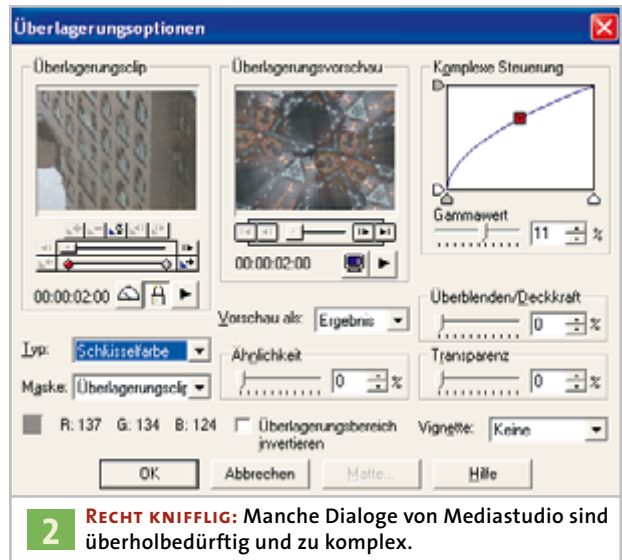 Überlagerungsoptionen
Überlagerungsclip
Überlagerungsvorschau
Komplexe Steuerung
Gammawert
11 %
00:00:02:00
00:00:02:00
Vorschau als: Ergebnis
Überblenden/Deckkraft
0 %
Typ: Schlüsselfarbe
Ähnlichkeit
0 %
Transparenz
0 %
Maske: Überlagerungsclip
R: 137 G: 134 B: 124
Überlagerungsbereich
invertieren
Vignette: Keine
OK
Abbrechen
Matte...
Hilfe
2
RECHT KNIFFLIG: Manche Dialoge von Mediastudio sind
überholbedürftig und zu komplex.